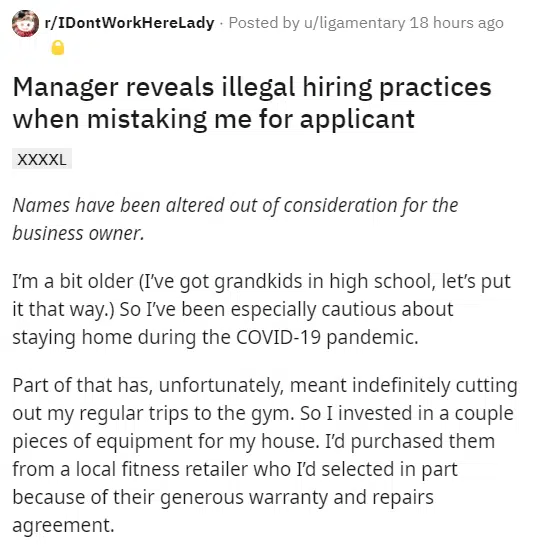 r/IDontWorkHereLady · Posted by u/ligamentary 18 hours ago
Manager reveals illegal hiring practices
when mistaking me for applicant
XXXXL
Names have been altered out of consideration for the
business owner.
I’m a bit older (I’ve got grandkids in high school, let’s put
it that way.) So I’ve been especially cautious about
staying home during the COVID-19 pandemic.
Part of that has, unfortunately, meant indefinitely cutting
out my regular trips to the gym. So I invested in a couple
pieces of equipment for my house. I’d purchased them
from a local fitness retailer who I’d selected in part
because of their generous warranty and repairs
agreement.